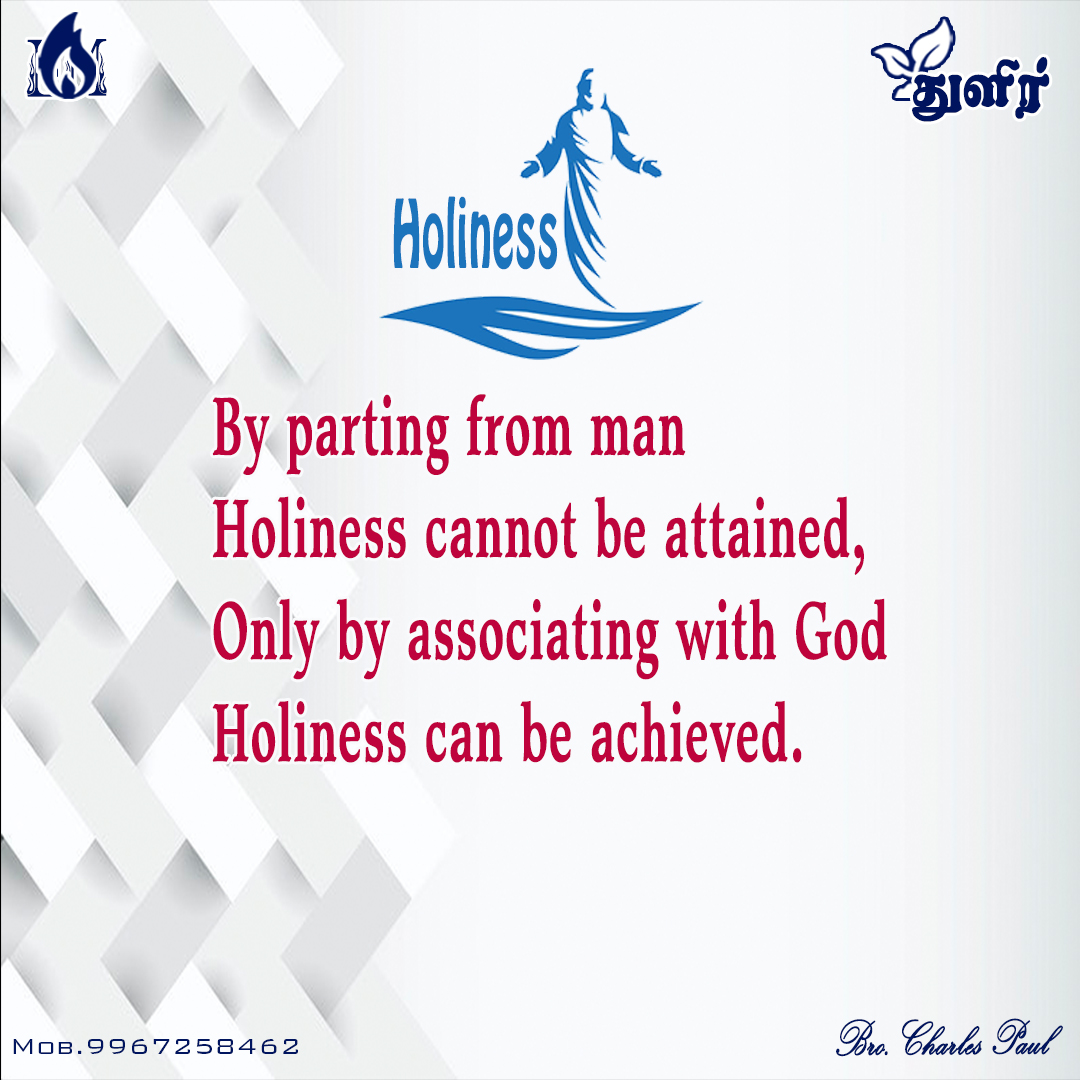 துளிர்
Holiness
By parting from man
Holiness cannot be attained,
Only by associating with God
Holiness can be achieved.
Mob.9967258462
Bro. Charles Paul